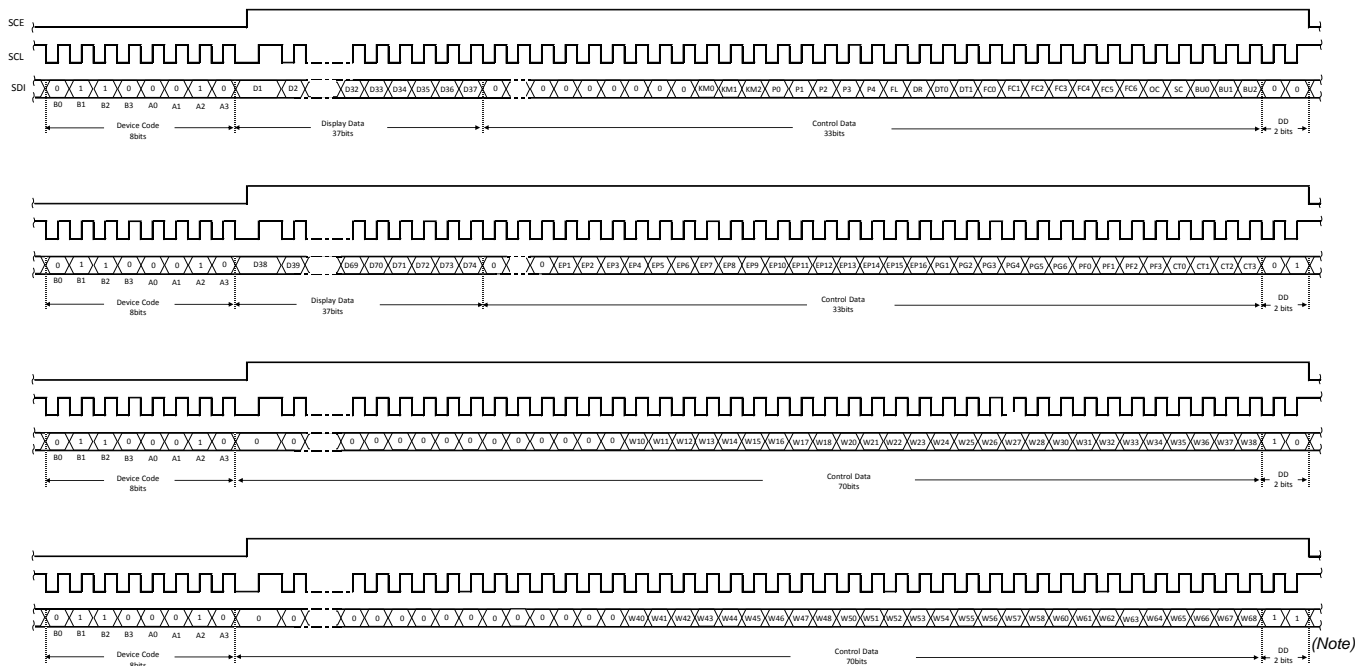 SCE
SCL
SDI 0 1 1 0 0 0 1 0 D1 D2 D32 D33 D34 D35 D36 D37 0 0 0 0 0 0 0 0 KM0 KM1 KM2 P0 P1 P2 P3 P4 FL DR DT0 DT1 FC0 FC1 FC2 FC3 FC4 FC5 FC6 OC SC BU0 BU1 BU2 0 0
B0 B1 B2 B3 A0 A1 A2 A3
Device Code Display Data Control Data DD
8bits 37bits 33bits 2 bits
0 1 1 0 0 0 1 0 D38 D39 D69 D70 D71 D72 D73 D74 0 0 EP1 EP2 EP3 EP4 EP5 EP6 EP7 EP8 EP9 EP10 EP11 EP12 EP13 EP14 EP15 EP16 PG1 PG2 PG3 PG4 PG5 PG6 PF0 PF1 PF2 PF3 CT0 CT1 CT2 CT3 0 1
B0 B1 B2 B3 A0 A1 A2 A3
Device Code Display Data Control Data DD
8bits 37bits 33bits 2 bits
0 1 1 0 0 0 1 0 0 0 0 0 0 0 0 0 0 0 0 0 0 0 W10 W11 W12 W13 W14 W15 W16 W17 W18 W20 W21 W22 W23 W24 W25 W26 W27 W28 W30 W31 W32 W33 W34 W35 W36 W37 W38 1 0
B0 B1 B2 B3 A0 A1 A2 A3
Device Code Control Data DD
8bits 70bits 2 bits
0 1 1 0 0 0 1 0 0 0 0 0 0 0 0 0 0 0 0 0 0 0 W40 W41 W42 W43 W44 W45 W46 W47 W48 W50 W51 W52 W53 W54 W55 W56 W57 W58 W60 W61 W62 W63 W64 W65 W66 W67 W68 1 1
B0 B1 B2 B3 A0 A1 A2 A3
(Note)
Device Code Control Data DD
8bits 70bits 2 bits